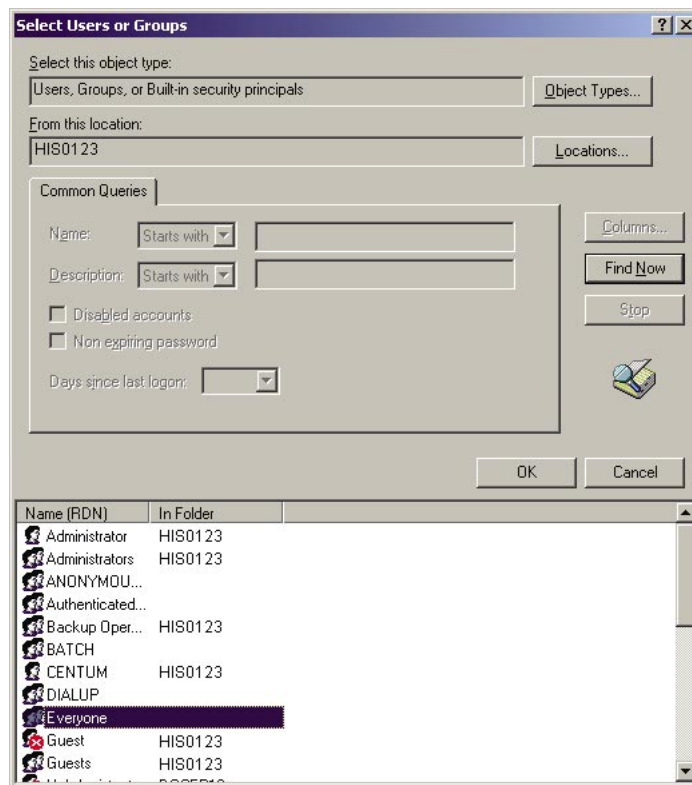 Select Users or Groups
Select this object type:
Users, Groups, or Built-in security principals
Object Types...
From this location:
HIS0123
Locations...
Common Queries
Name:
Starts with
Description:
Starts with
Disabled accounts
Non expiring password
Days since last logon:
Columns...
Find Now
Stop
OK
Cancel
Name (RDN) In Folder
Administrator HIS0123
Administrators HIS0123
ANONYMOU...
Authenticated...
Backup Oper... HIS0123
BATCH
CENTUM HIS0123
DIALUP
Everyone
Guest HIS0123
Guests HIS0123